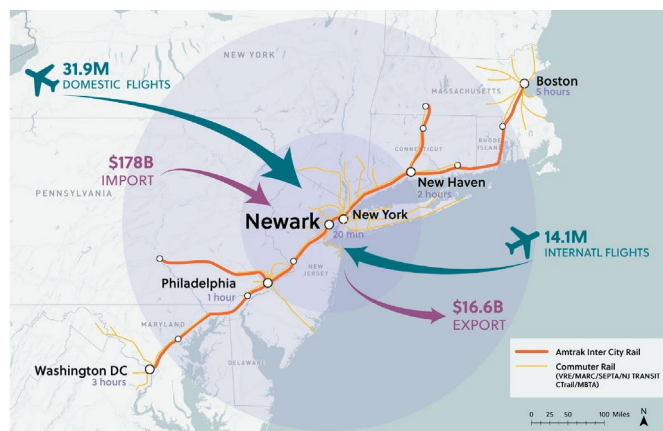 31.9M
DOMESTIC FLIGHTS
NEW YORK
Boston
5 hours
MASSACHUSETTS
$178B
IMPORT
CONNECTICUT
RHODE
ISLAND
PENNSYLVANIA
New Haven
2 hours
Newark
New York
20 min
14.1M
INTERNATL FLIGHTS
NEW
JERSEY
Philadelphia
1 hour
$16.6B
EXPORT
MARYLAND
Washington DC
3 hours
DELAWARE
Amtrak Inter City Rail
Commuter Rail
(VRE/MARC/SEPTA/NJ TRANSIT
CTrail/MBTA)
0 25 50 100 Miles
N